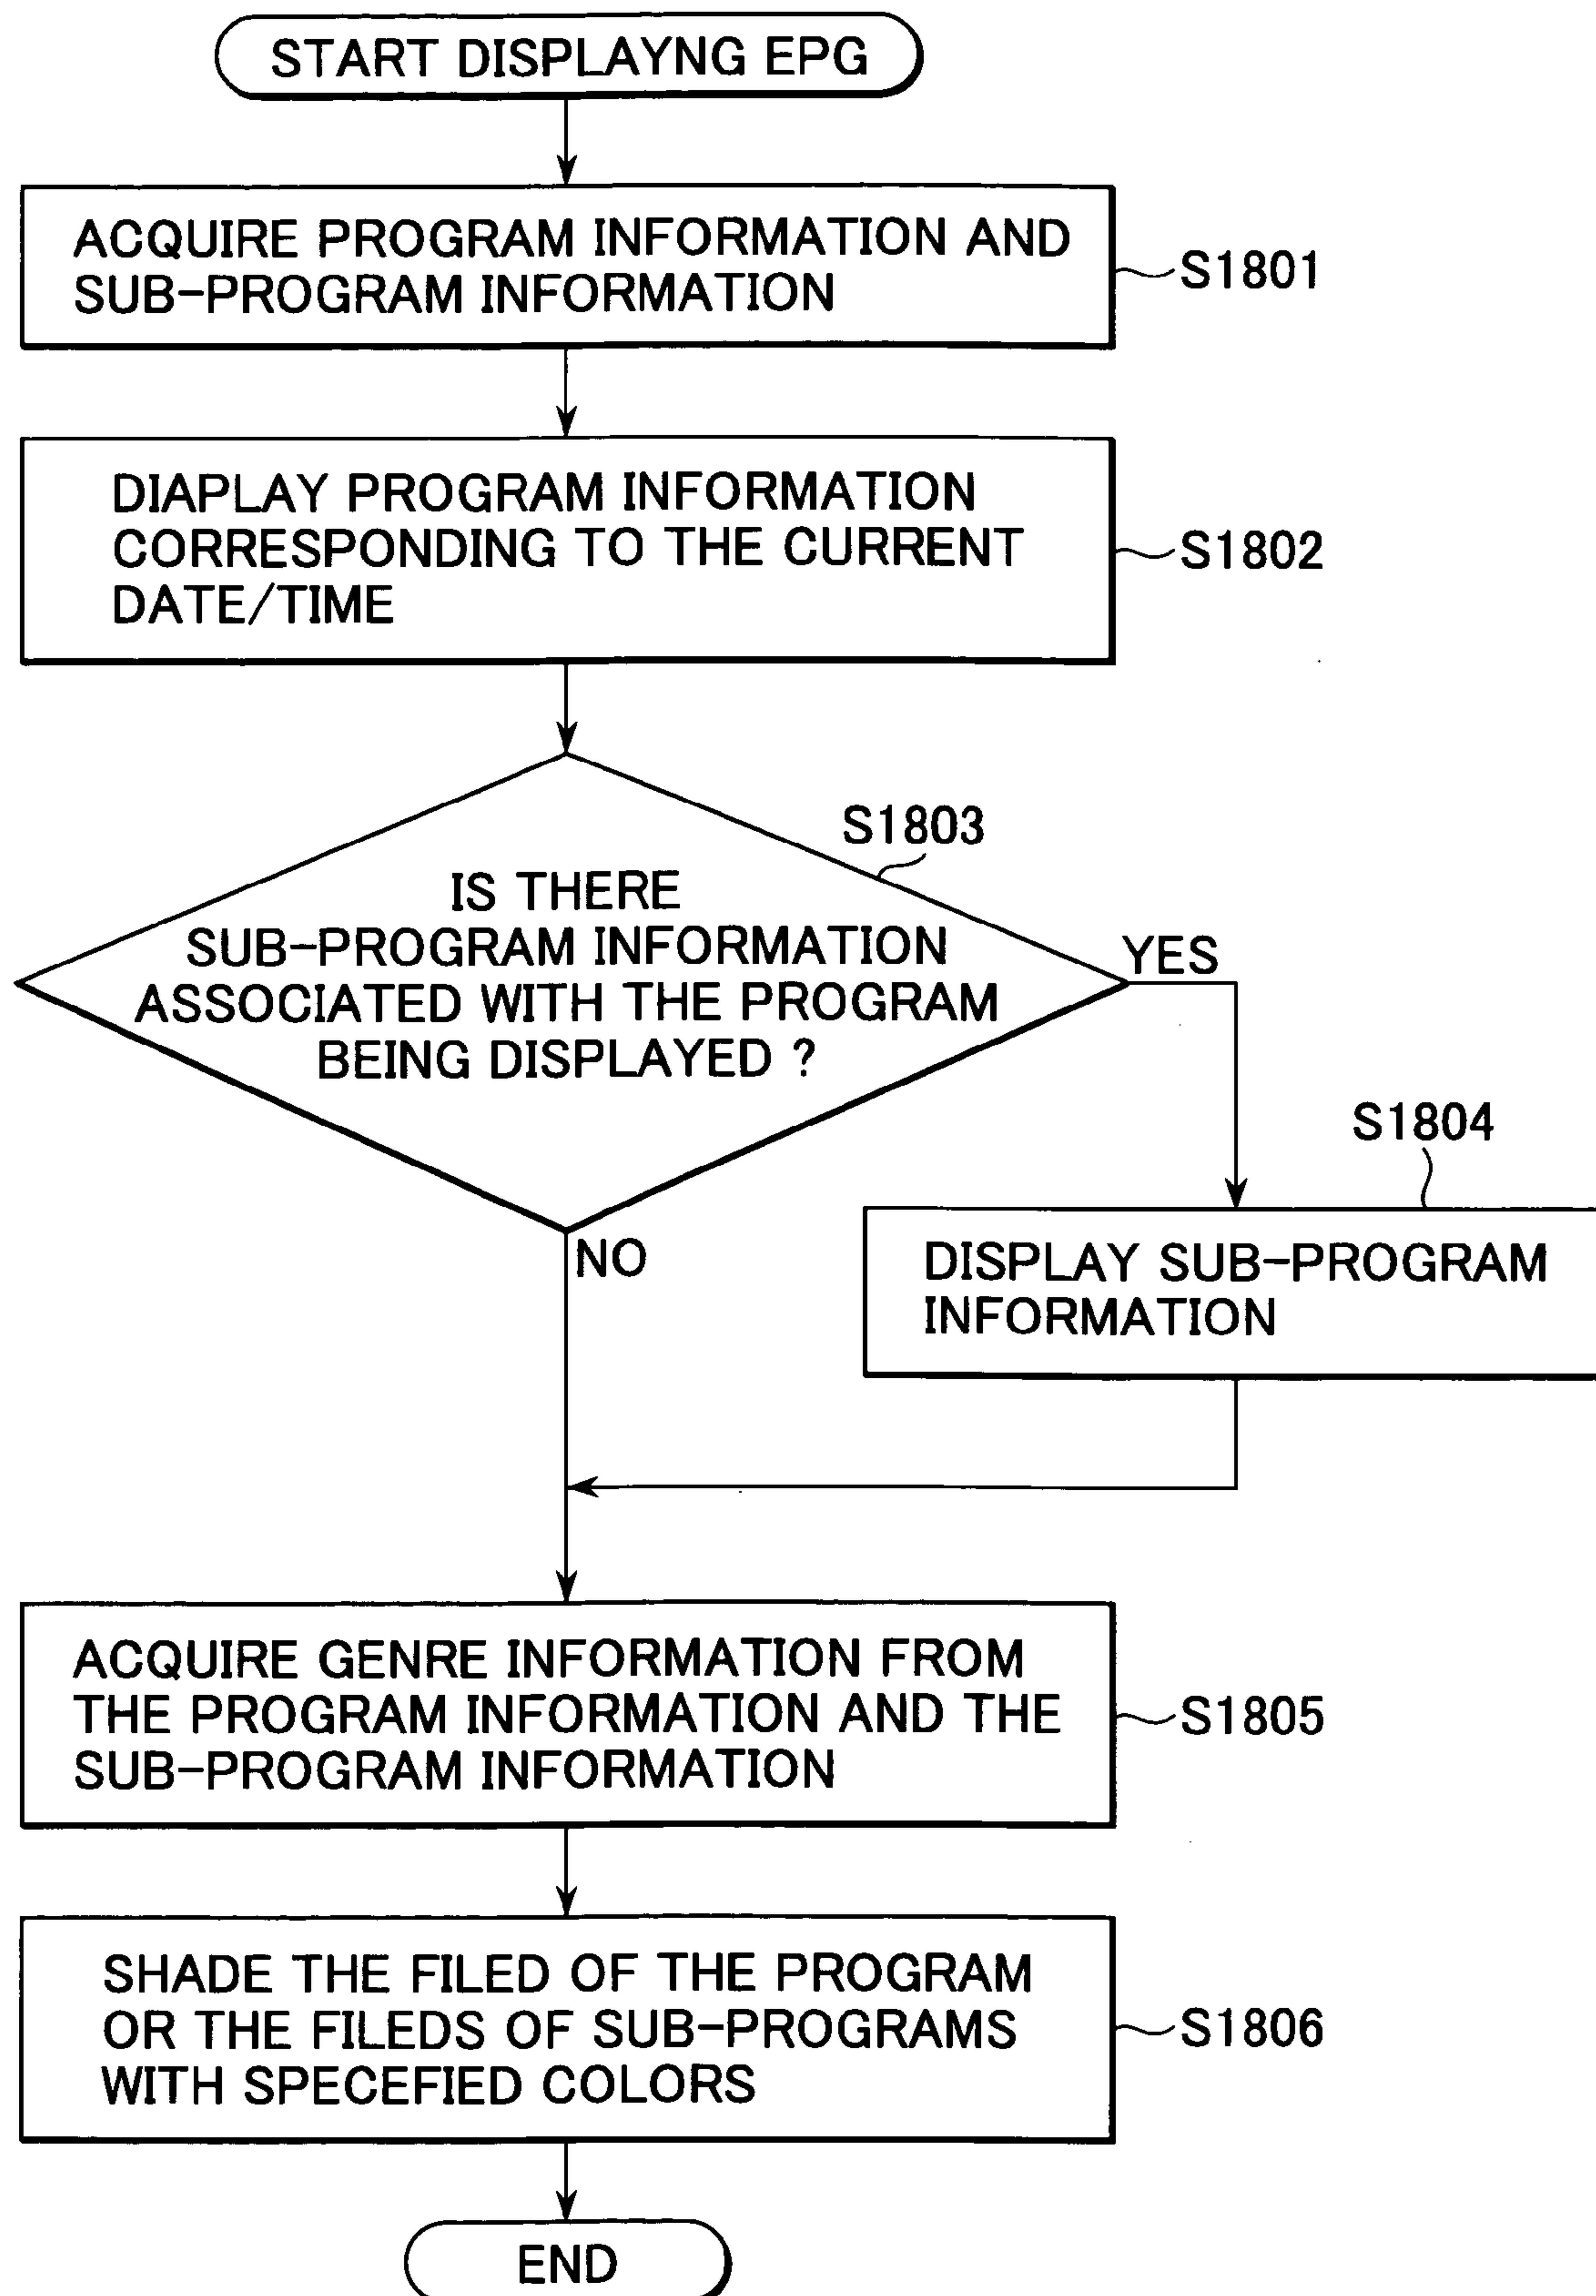 START DISPLAYNG EPG
ACQUIRE PROGRAM INFORMATION AND
SUB-PROGRAM INFORMATION
S1801
DIAPLAY PROGRAM INFORMATION
CORRESPONDING TO THE CURRENT
DATE/TIME
S1802
S1803
IS THERE
SUB-PROGRAM INFORMATION
ASSOCIATED WITH THE PROGRAM
BEING DISPLAYED ?
YES
S1804
NO
DISPLAY SUB-PROGRAM
INFORMATION
ACQUIRE GENRE INFORMATION FROM
THE PROGRAM INFORMATION AND THE
SUB-PROGRAM INFORMATION
S1805
SHADE THE FILED OF THE PROGRAM
OR THE FILEDS OF SUB-PROGRAMS
WITH SPECEFIED COLORS
S1806
END